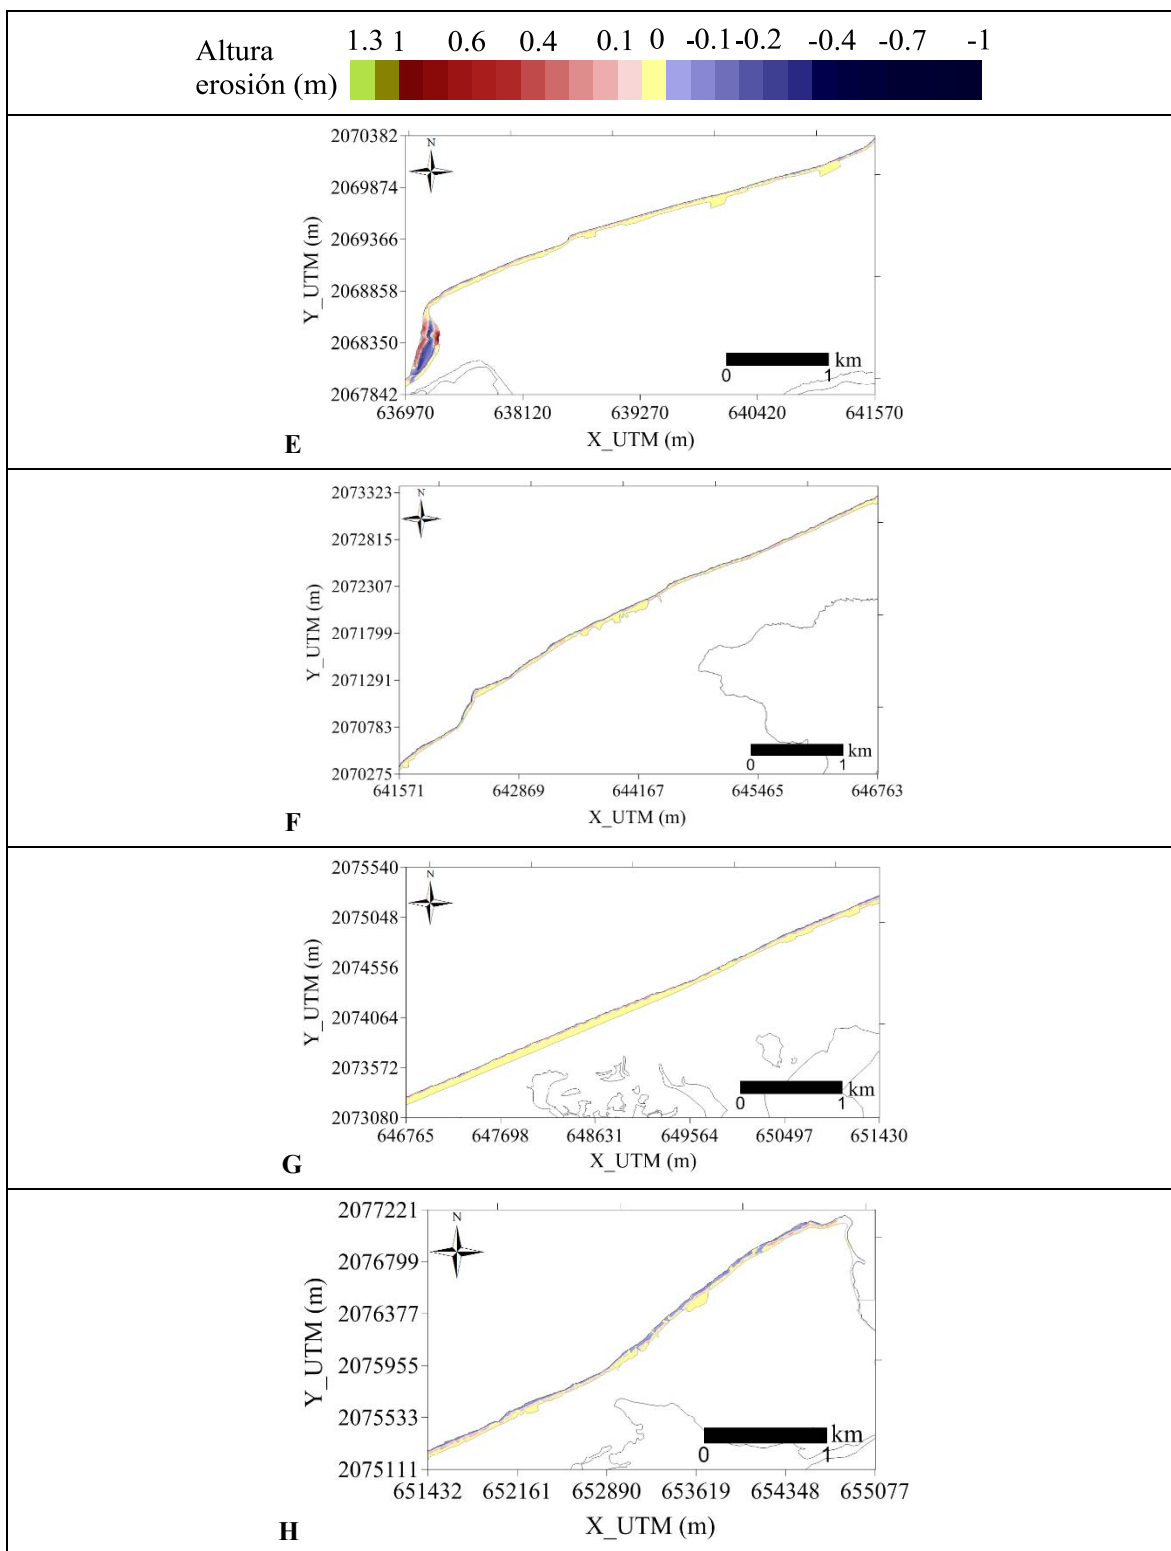 Altura
erosión (m)
1.3 1 0.6 0.4 0.1 0 -0.1 -0.2 -0.4 -0.7 -1
2070382
2069874
2069366
2068858
2068350
2067842
Y_UTM (m)
N
km
0 1
636970 638120 639270 640420 641570
X_UTM (m)
E
2073323
2072815
2072307
2071799
2071291
2070783
2070275
Y_UTM (m)
N
km
0 1
641571 642869 644167 645465 646763
X_UTM (m)
F
2075540
2075048
2074556
2074064
2073572
2073080
Y_UTM (m)
N
km
0 1
646765 647698 648631 649564 650497 651430
X_UTM (m)
G
2077221
2076799
2076377
2075955
2075533
2075111
Y_UTM (m)
N
km
0 1
651432 652161 652890 653619 654348 655077
X_UTM (m)
H